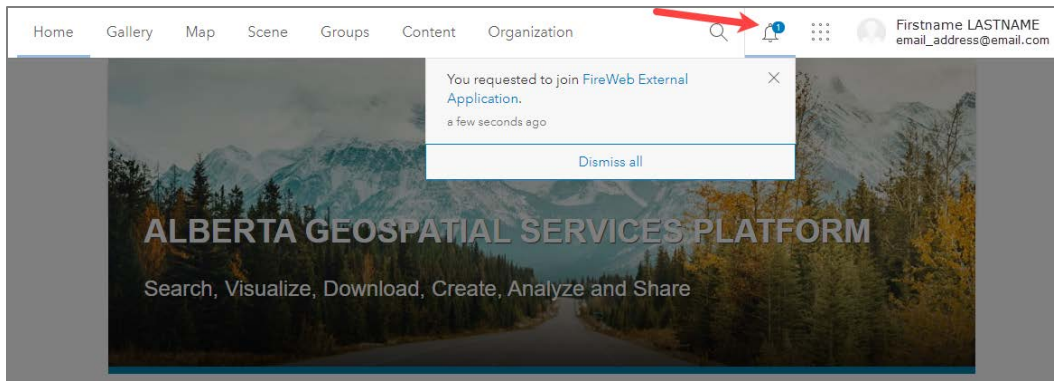 Home Gallery Map Scene Groups Content Organization 1 Firstname LASTNAME
email_address@email.com
You requested to join FireWeb External
Application.
a few seconds ago
Dismiss all
ALBERTA GEOSPATIAL SERVICES PLATFORM
Search, Visualize, Download, Create, Analyze and Share